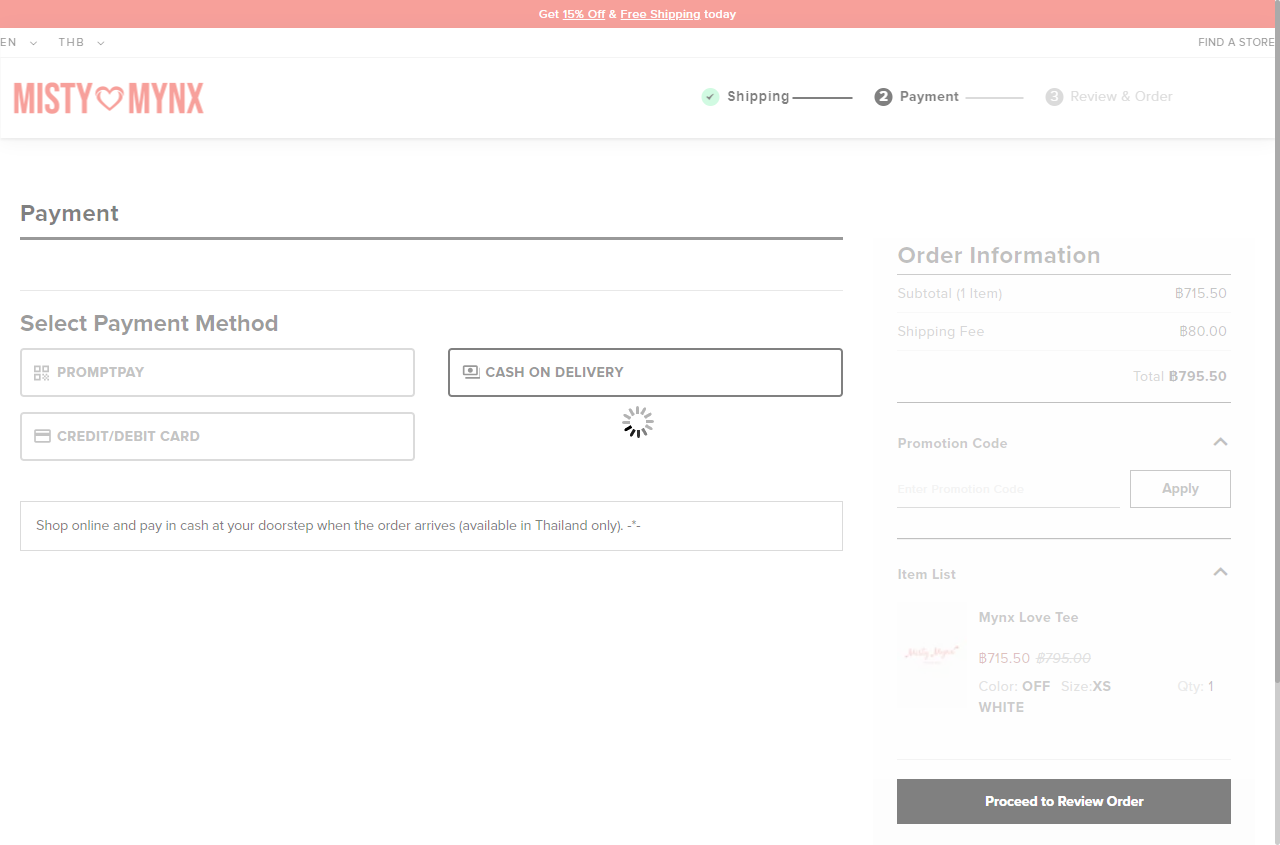 Get 15% Off & Free Shipping today
EN THB FIND A STORE
MISTY MYNX
Shipping 2 Payment 3 Review & Order
Payment
Order Information
Subtotal (1 Item) ฿715.50
Shipping Fee ฿80.00
Total ฿795.50
Select Payment Method
PROMPTPAY
CASH ON DELIVERY
CREDIT/DEBIT CARD
Shop online and pay in cash at your doorstep when the order arrives (available in Thailand only). -*-
Promotion Code
Enter Promotion Code Apply
Item List
Mynx Love Tee
Misty Mynx
฿715.50 ฿795.00
Color: OFF WHITE Size:XS Qty: 1
Proceed to Review Order